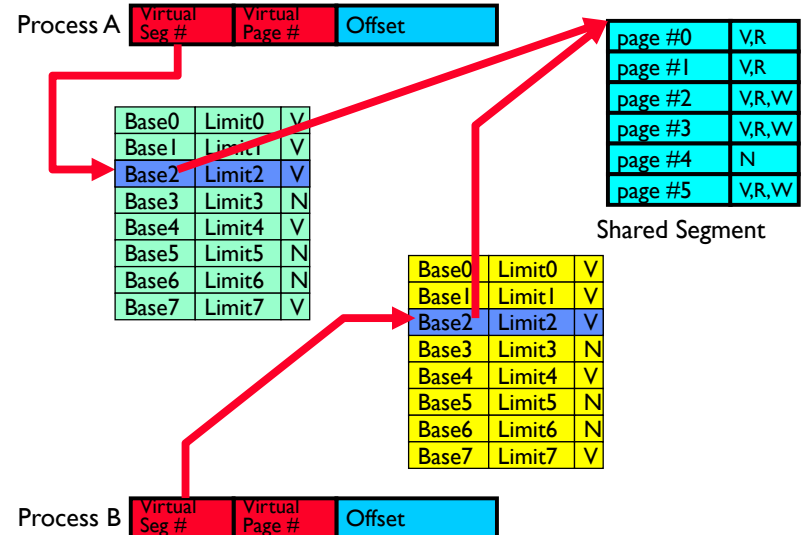 Process A
Virtual Seg #
Virtual Page #
Offset
page #0 V,R
page #1 V,R
page #2 V,R,W
page #3 V,R,W
page #4 N
page #5 V,R,W
Shared Segment
Base0 Limit0 V
Base1 Limit1 V
Base2 Limit2 V
Base3 Limit3 N
Base4 Limit4 V
Base5 Limit5 N
Base6 Limit6 N
Base7 Limit7 V
Base0 Limit0 V
Base1 Limit1 V
Base2 Limit2 V
Base3 Limit3 N
Base4 Limit4 V
Base5 Limit5 N
Base6 Limit6 N
Base7 Limit7 V
Process B
Virtual Seg #
Virtual Page #
Offset